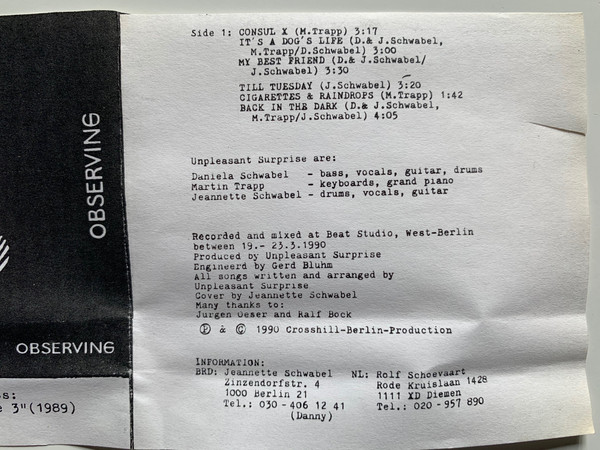 OBSERVING
OBSERVING
s:
e 3"(1989)
Side 1: CONSUL X (M.Trapp) 3:17
IT'S A DOG'S LIFE (D.& J.Schwabel,
M.Trapp/D.Schwabel) 3:00
MY BEST FRIEND (D.& J.Schwabel/
J.Schwabel) 3:30
TILL TUESDAY (J.Schwabel) 3:20
CIGARETTES & RAINDROPS (M.Trapp) 1:42
BACK IN THE DARK (D.& J.Schwabel,
M.Trapp/J.Schwabel) 4:05
Unpleasant Surprise are:
Daniela Schwabel - bass, vocals, guitar, drums
Martin Trapp - keyboards, grand piano
Jeannette Schwabel - drums, vocals, guitar
Recorded and mixed at Beat Studio, West-Berlin
between 19.- 23.3.1990
Produced by Unpleasant Surprise
Engineerd by Gerd Bluhm
All songs written and arranged by
Unpleasant Surprise
Cover by Jeannette Schwabel
Many thanks to:
Jürgen Oeser and Ralf Bock
Ⓟ & © 1990 Crosshill-Berlin-Production
INFORMATION:
BRD: Jeannette Schwabel NL: Rolf Schoevaart
Zinzendorfstr. 4 Rode Kruislaan 1428
1000 Berlin 21 1111 XD Diemen
Tel.: 030 - 406 12 41 Tel.: 020 - 957 890
(Danny)